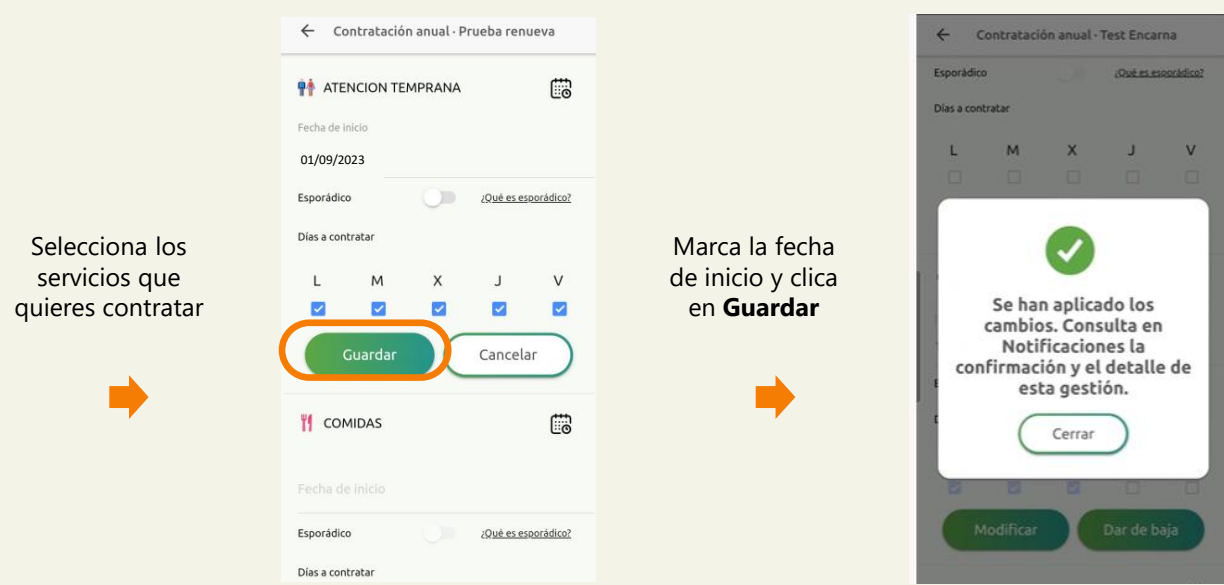 Selecciona los
servicios que
quieres contratar
← Contratación anual - Prueba renueva
ATENCION TEMPRANA
Fecha de inicio
01/09/2023
Esporádico ¿Qué es esporádico?
Días a contratar
L M X J V
Guardar Cancelar
COMIDAS
Fecha de inicio
Esporádico ¿Qué es esporádico?
Días a contratar
Marca la fecha
de inicio y clica
en Guardar
← Contratación anual - Test Encarna
Esporádico ¿Qué es esporádico?
Días a contratar
L M X J V
Se han aplicado los
cambios. Consulta en
Notificaciones la
confirmación y el detalle de
esta gestión.
Cerrar
Modificar Dar de baja